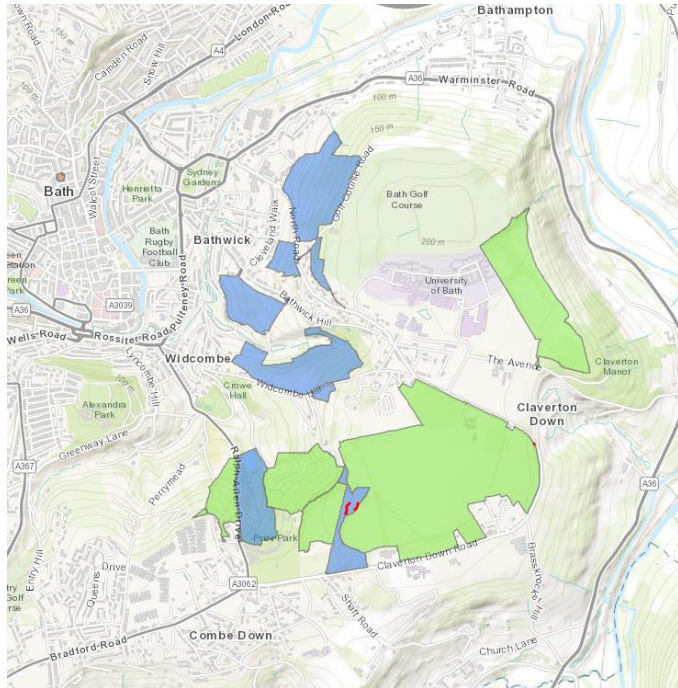 Bathampton
London-Road
Camden Road
Snow Hill
A4
A36
Warminster-Road
100 m
150 m
150 m
Walcot Street
Bath
Henrietta
Park
Sydney
Gardens
Golf Course Road
Bath Golf
Course
Cleveland Walk
North Road
Bathwick
200 m
Bath
Rugby
Football
Club
A3039
Pulteney-Road
University
of Bath
Bathwick Hill
A36
Wells-Road
Rossiter-Road
Widcombe
The Avenue
Claverton
Manor
Lyncombe Hill
100 m
Crowe
Hall
Widcombe Hill
Alexandra
Park
Claverton
Down
Greenway Lane
A367
Perrymead
Ralph-Allen-Drive
A36
Prior Park
Entry Hill
Queens
Drive
Claverton Down Road
Brassknocker Hill
A3062
Shaft Road
Combe Down
Bradford-Road
Church Lane